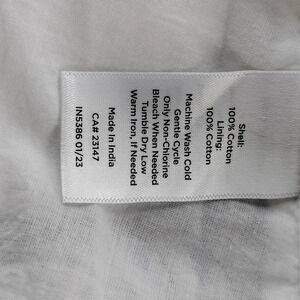 Shell:
100% Cotton
Lining:
100% Cotton
Machine Wash Cold
Gentle Cycle
Only Non-Chlorine
Bleach When Needed
Tumble Dry Low
Warm Iron, If Needed
Made In India
CA# 23147
IN5386 01/23